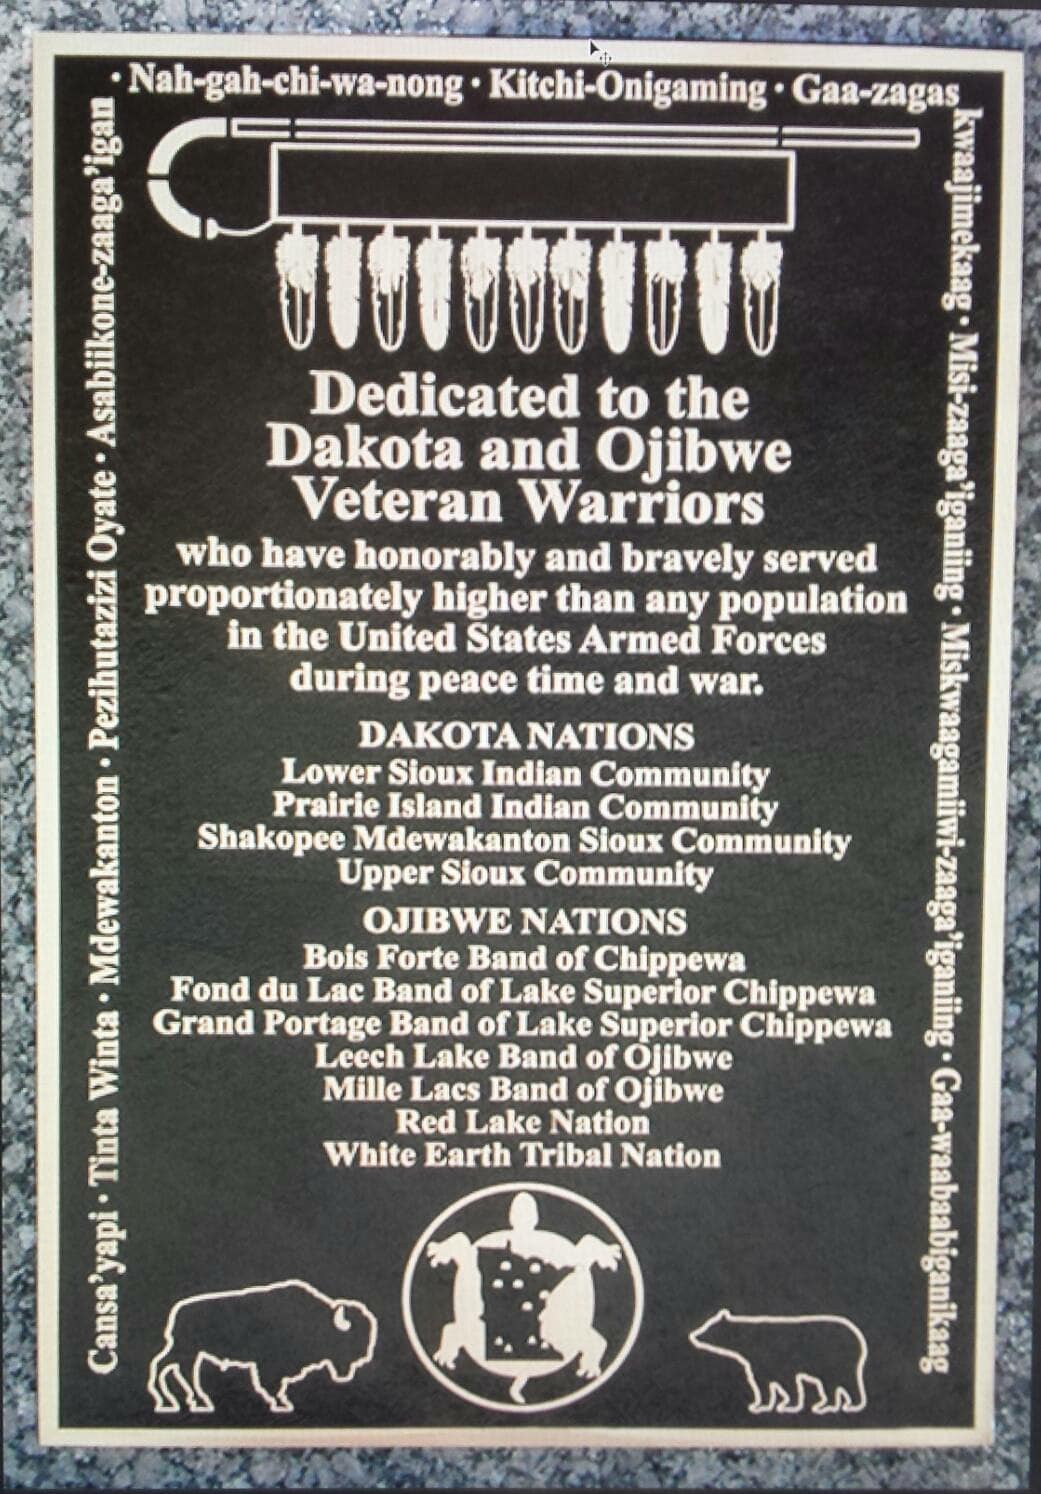 Cansa'yapi · Tinta Winta · Mdewakanton · Pezihutazizi Oyate · Asabiikone-zaaga'igan
· Nah-gah-chi-wa-nong · Kitchi-Onigaming · Gaa-zagas
kwaajimekaag · Misi-zaaga'iganiing · Miskwaagamiiwi-zaaga'iganiing · Gaa-waabaabiganikaag
Dedicated to the
Dakota and Ojibwe
Veteran Warriors
who have honorably and bravely served
proportionately higher than any population
in the United States Armed Forces
during peace time and war.
DAKOTA NATIONS
Lower Sioux Indian Community
Prairie Island Indian Community
Shakopee Mdewakanton Sioux Community
Upper Sioux Community
OJIBWE NATIONS
Bois Forte Band of Chippewa
Fond du Lac Band of Lake Superior Chippewa
Grand Portage Band of Lake Superior Chippewa
Leech Lake Band of Ojibwe
Mille Lacs Band of Ojibwe
Red Lake Nation
White Earth Tribal Nation